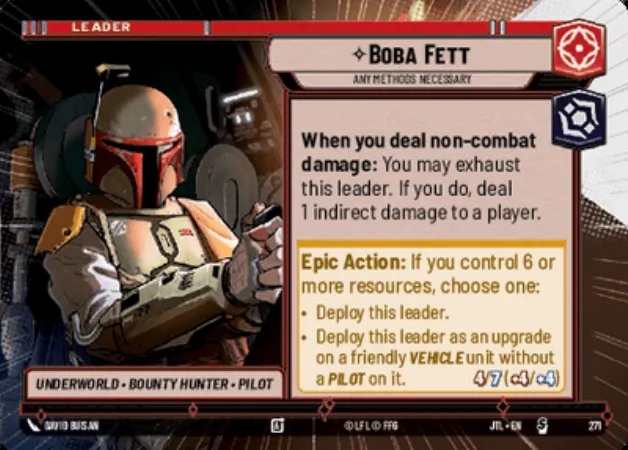 LEADER
BOBA FETT
ANY METHODS NECESSARY
When you deal non-combat
damage: You may exhaust
this leader. If you do, deal
1 indirect damage to a player.
Epic Action: If you control 6 or
more resources, choose one:
• Deploy this leader.
• Deploy this leader as an upgrade
on a friendly VEHICLE unit without
a PILOT on it. 4/7 (+4/+4)
UNDERWORLD • BOUNTY HUNTER • PILOT
DAVID BUISAN
© LFL © FFG
JTL • EN
271